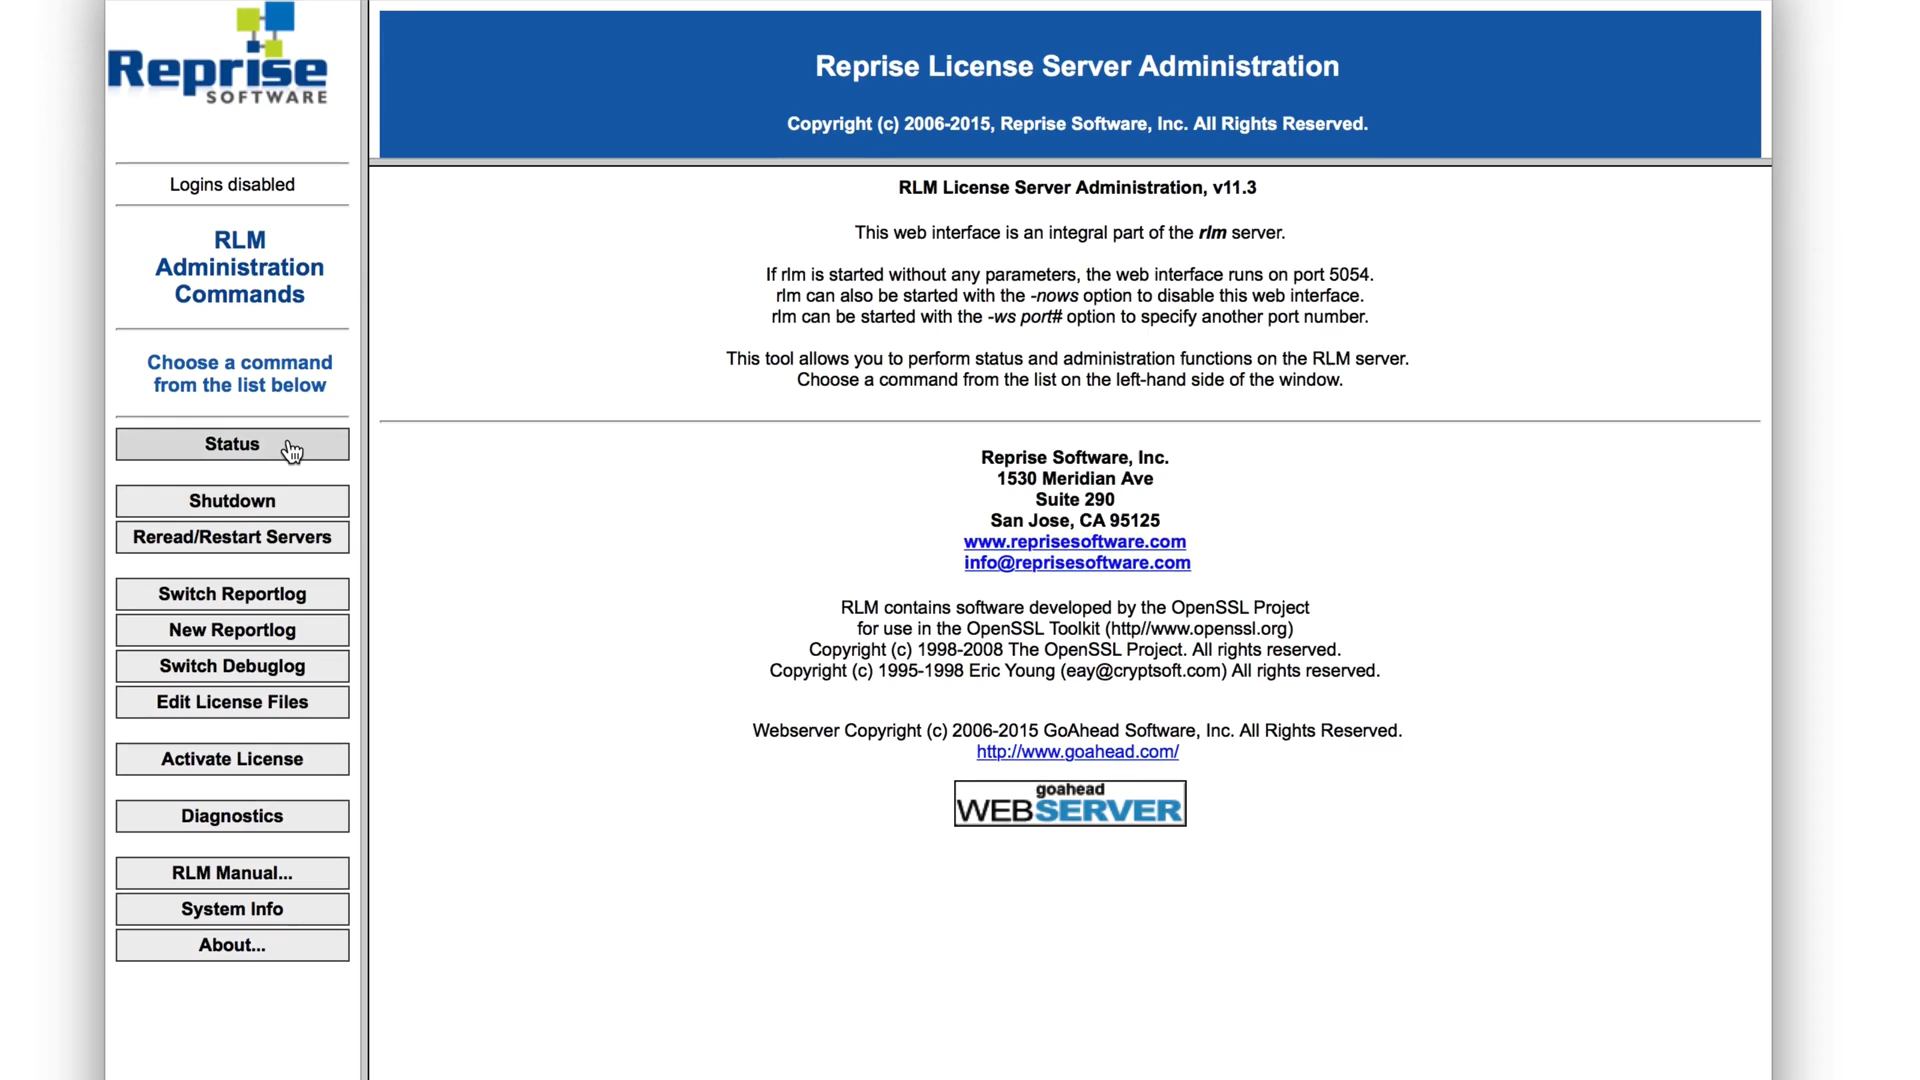 Reprise
SOFTWARE
Logins disabled
RLM
Administration
Commands
Choose a command
from the list below
Status
Shutdown
Reread/Restart Servers
Switch Reportlog
New Reportlog
Switch Debuglog
Edit License Files
Activate License
Diagnostics
RLM Manual...
System Info
About...
Reprise License Server Administration
Copyright (c) 2006-2015, Reprise Software, Inc. All Rights Reserved.
RLM License Server Administration, v11.3
This web interface is an integral part of the rlm server.
If rlm is started without any parameters, the web interface runs on port 5054.
rlm can also be started with the -nows option to disable this web interface.
rlm can be started with the -ws port# option to specify another port number.
This tool allows you to perform status and administration functions on the RLM server.
Choose a command from the list on the left-hand side of the window.
Reprise Software, Inc.
1530 Meridian Ave
Suite 290
San Jose, CA 95125
www.reprisesoftware.com
info@reprisesoftware.com
RLM contains software developed by the OpenSSL Project
for use in the OpenSSL Toolkit (http//www.openssl.org)
Copyright (c) 1998-2008 The OpenSSL Project. All rights reserved.
Copyright (c) 1995-1998 Eric Young (eay@cryptsoft.com) All rights reserved.
Webserver Copyright (c) 2006-2015 GoAhead Software, Inc. All Rights Reserved.
http://www.goahead.com/
goahead
WEBSERVER